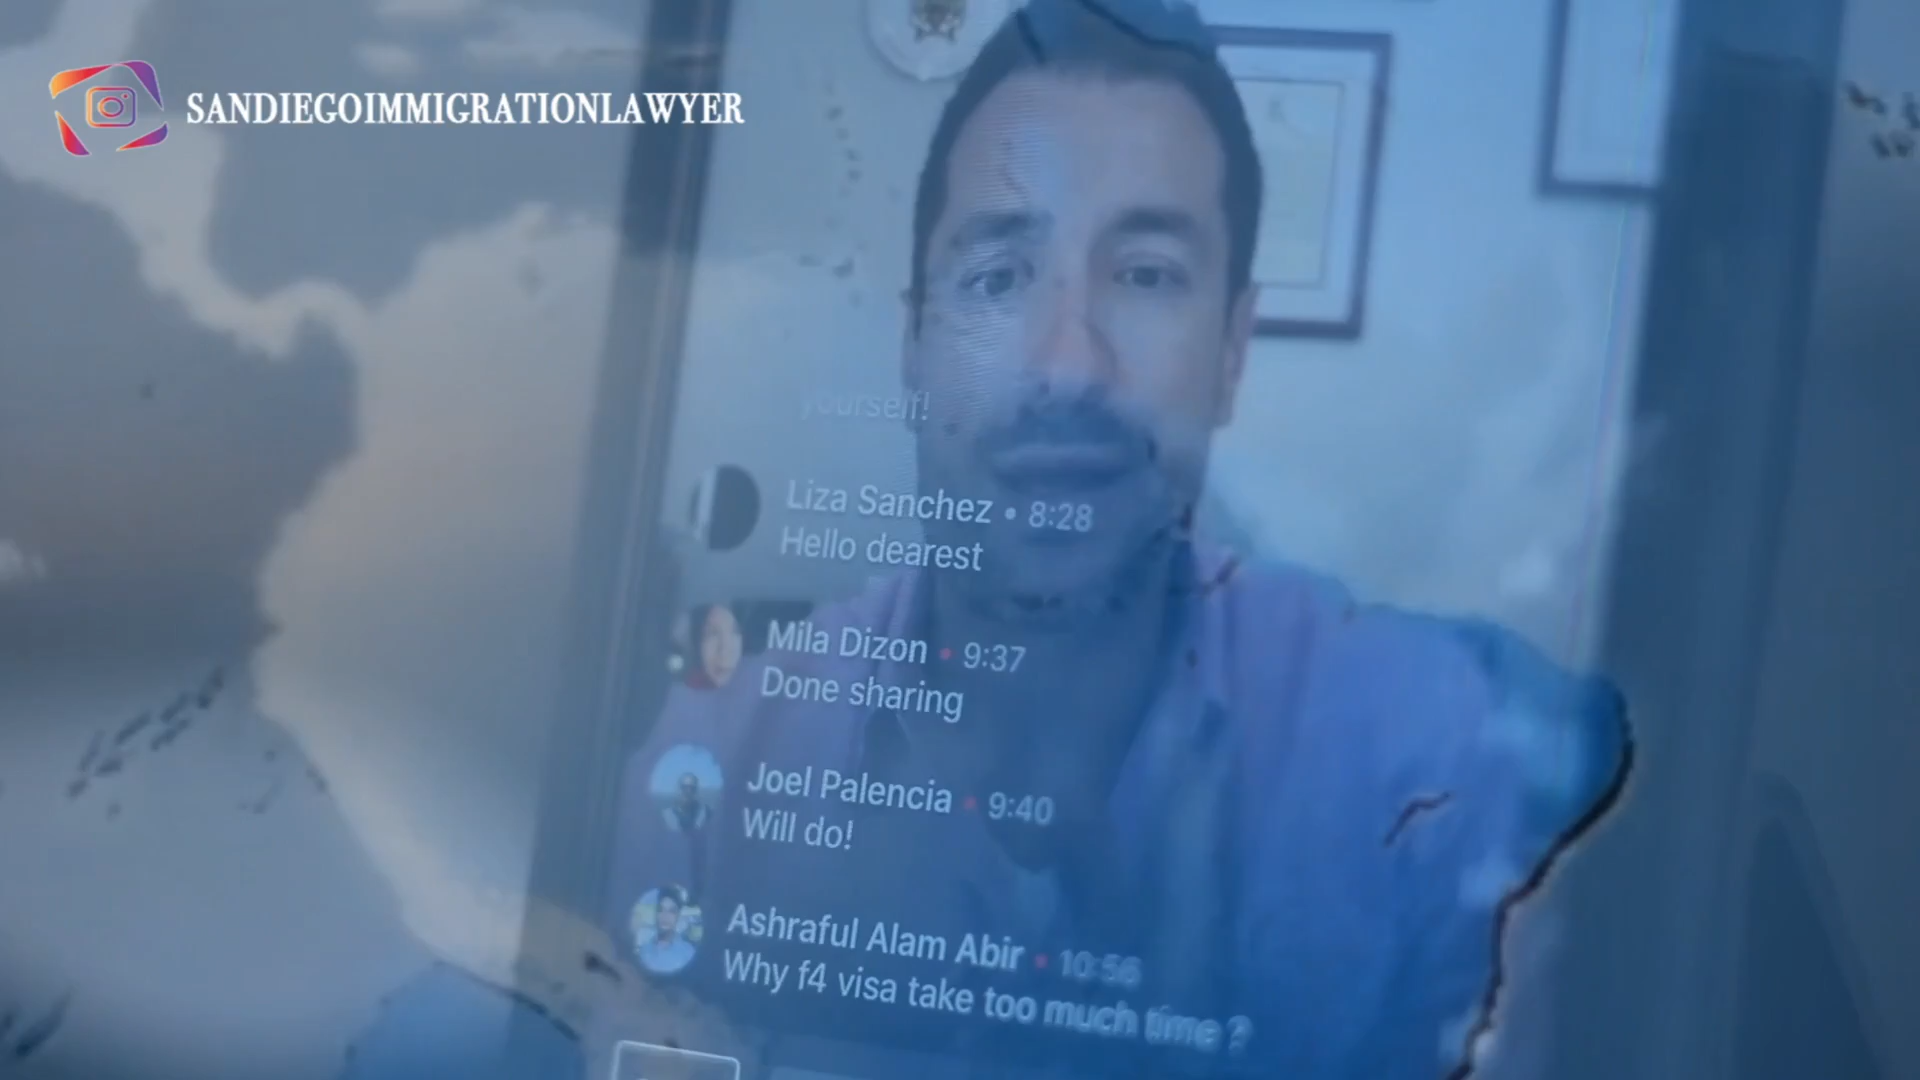 SANDIEGOIMMIGRATIONLAWYER
yourself!
Liza Sanchez • 8:28
Hello dearest
Mila Dizon • 9:37
Done sharing
Joel Palencia • 9:40
Will do!
Ashraful Alam Abir • 10:56
Why f4 visa take too much time ?